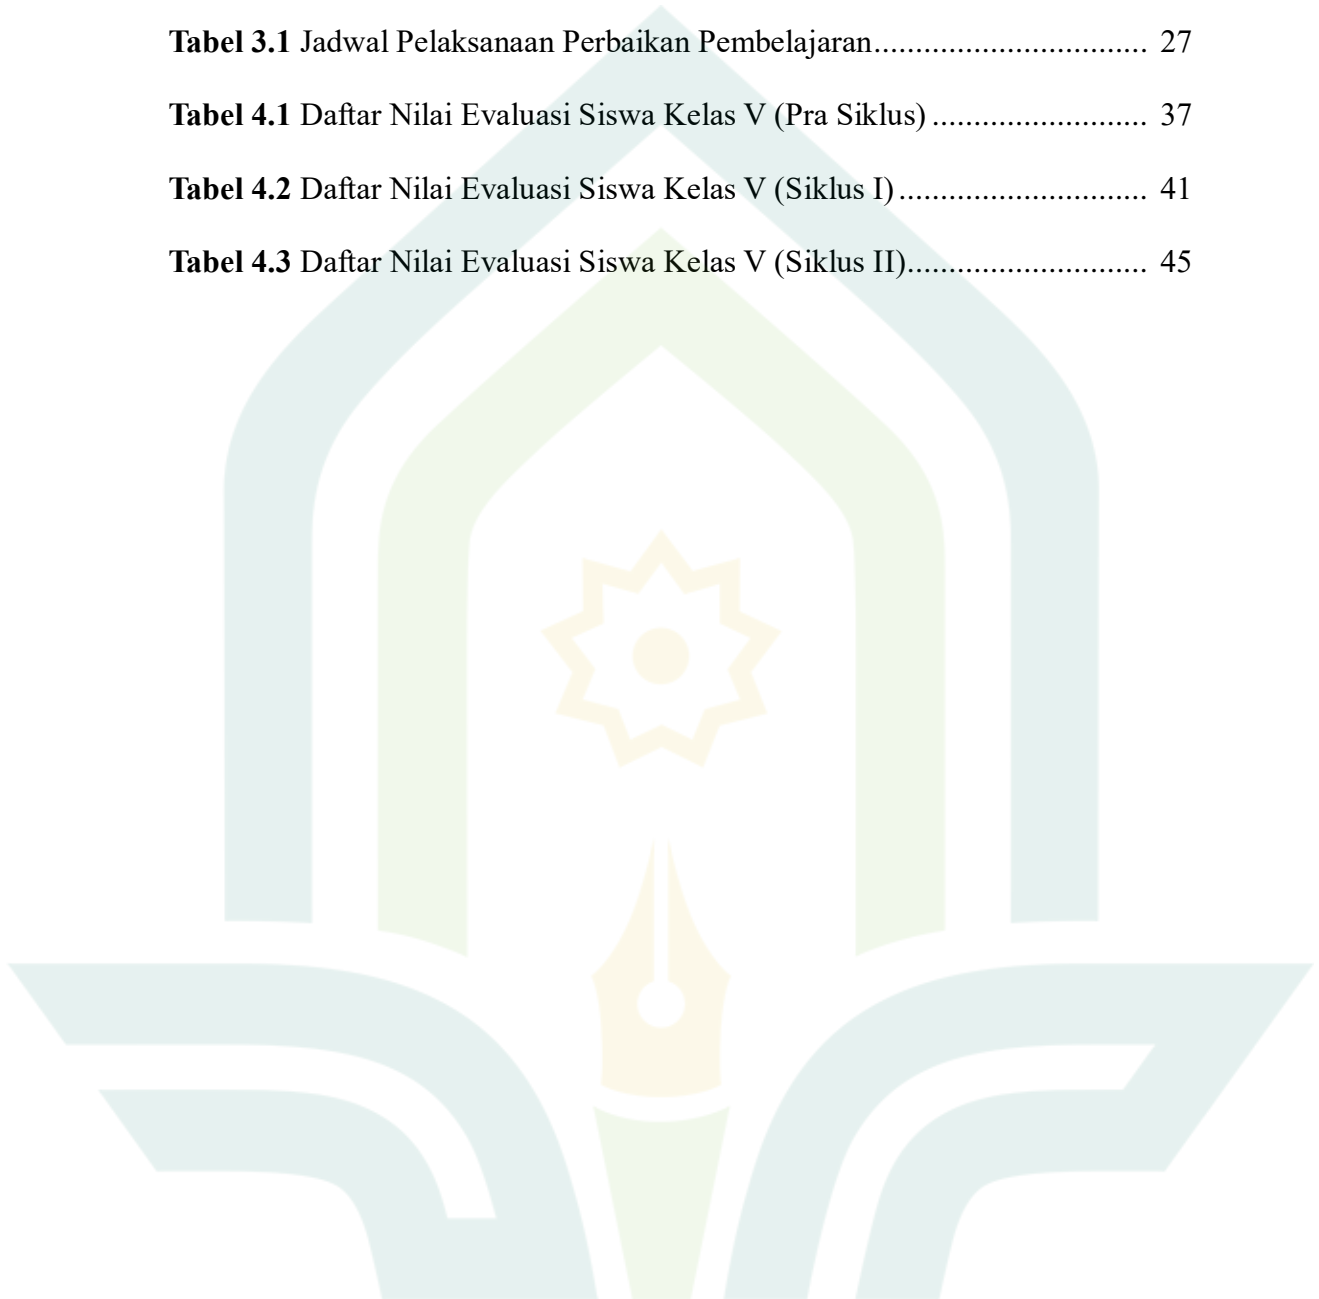 Tabel 3.1 Jadwal Pelaksanaan Perbaikan Pembelajaran................................. 27
Tabel 4.1 Daftar Nilai Evaluasi Siswa Kelas V (Pra Siklus) .......................... 37
Tabel 4.2 Daftar Nilai Evaluasi Siswa Kelas V (Siklus I) .............................. 41
Tabel 4.3 Daftar Nilai Evaluasi Siswa Kelas V (Siklus II)............................. 45